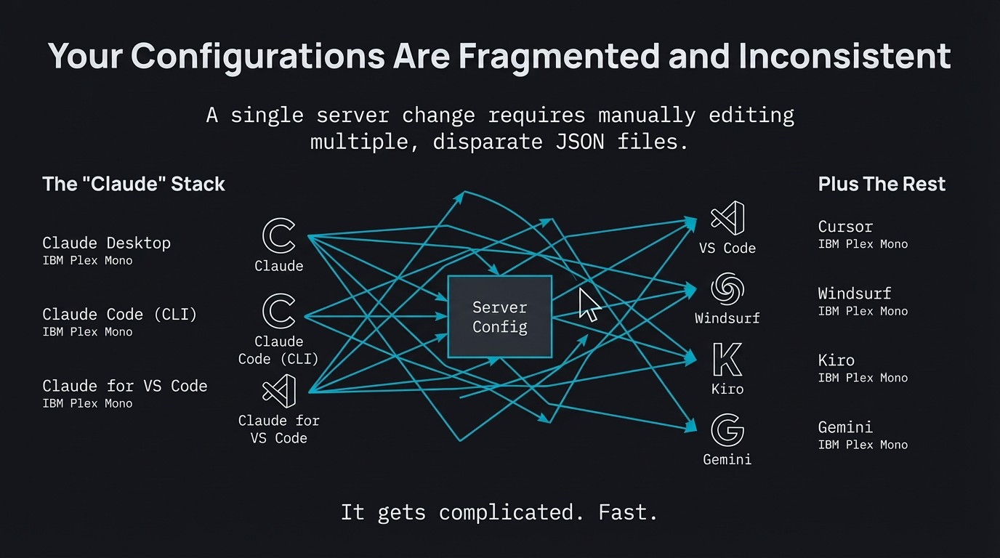 Your Configurations Are Fragmented and Inconsistent
A single server change requires manually editing
multiple, disparate JSON files.
The "Claude" Stack
Claude Desktop
IBM Plex Mono
Claude Code (CLI)
IBM Plex Mono
Claude for VS Code
IBM Plex Mono
Claude
Claude
Code (CLI)
Claude for
VS Code
Server
Config
VS Code
Windsurf
Kiro
Gemini
Plus The Rest
Cursor
IBM Plex Mono
Windsurf
IBM Plex Mono
Kiro
IBM Plex Mono
Gemini
IBM Plex Mono
It gets complicated. Fast.